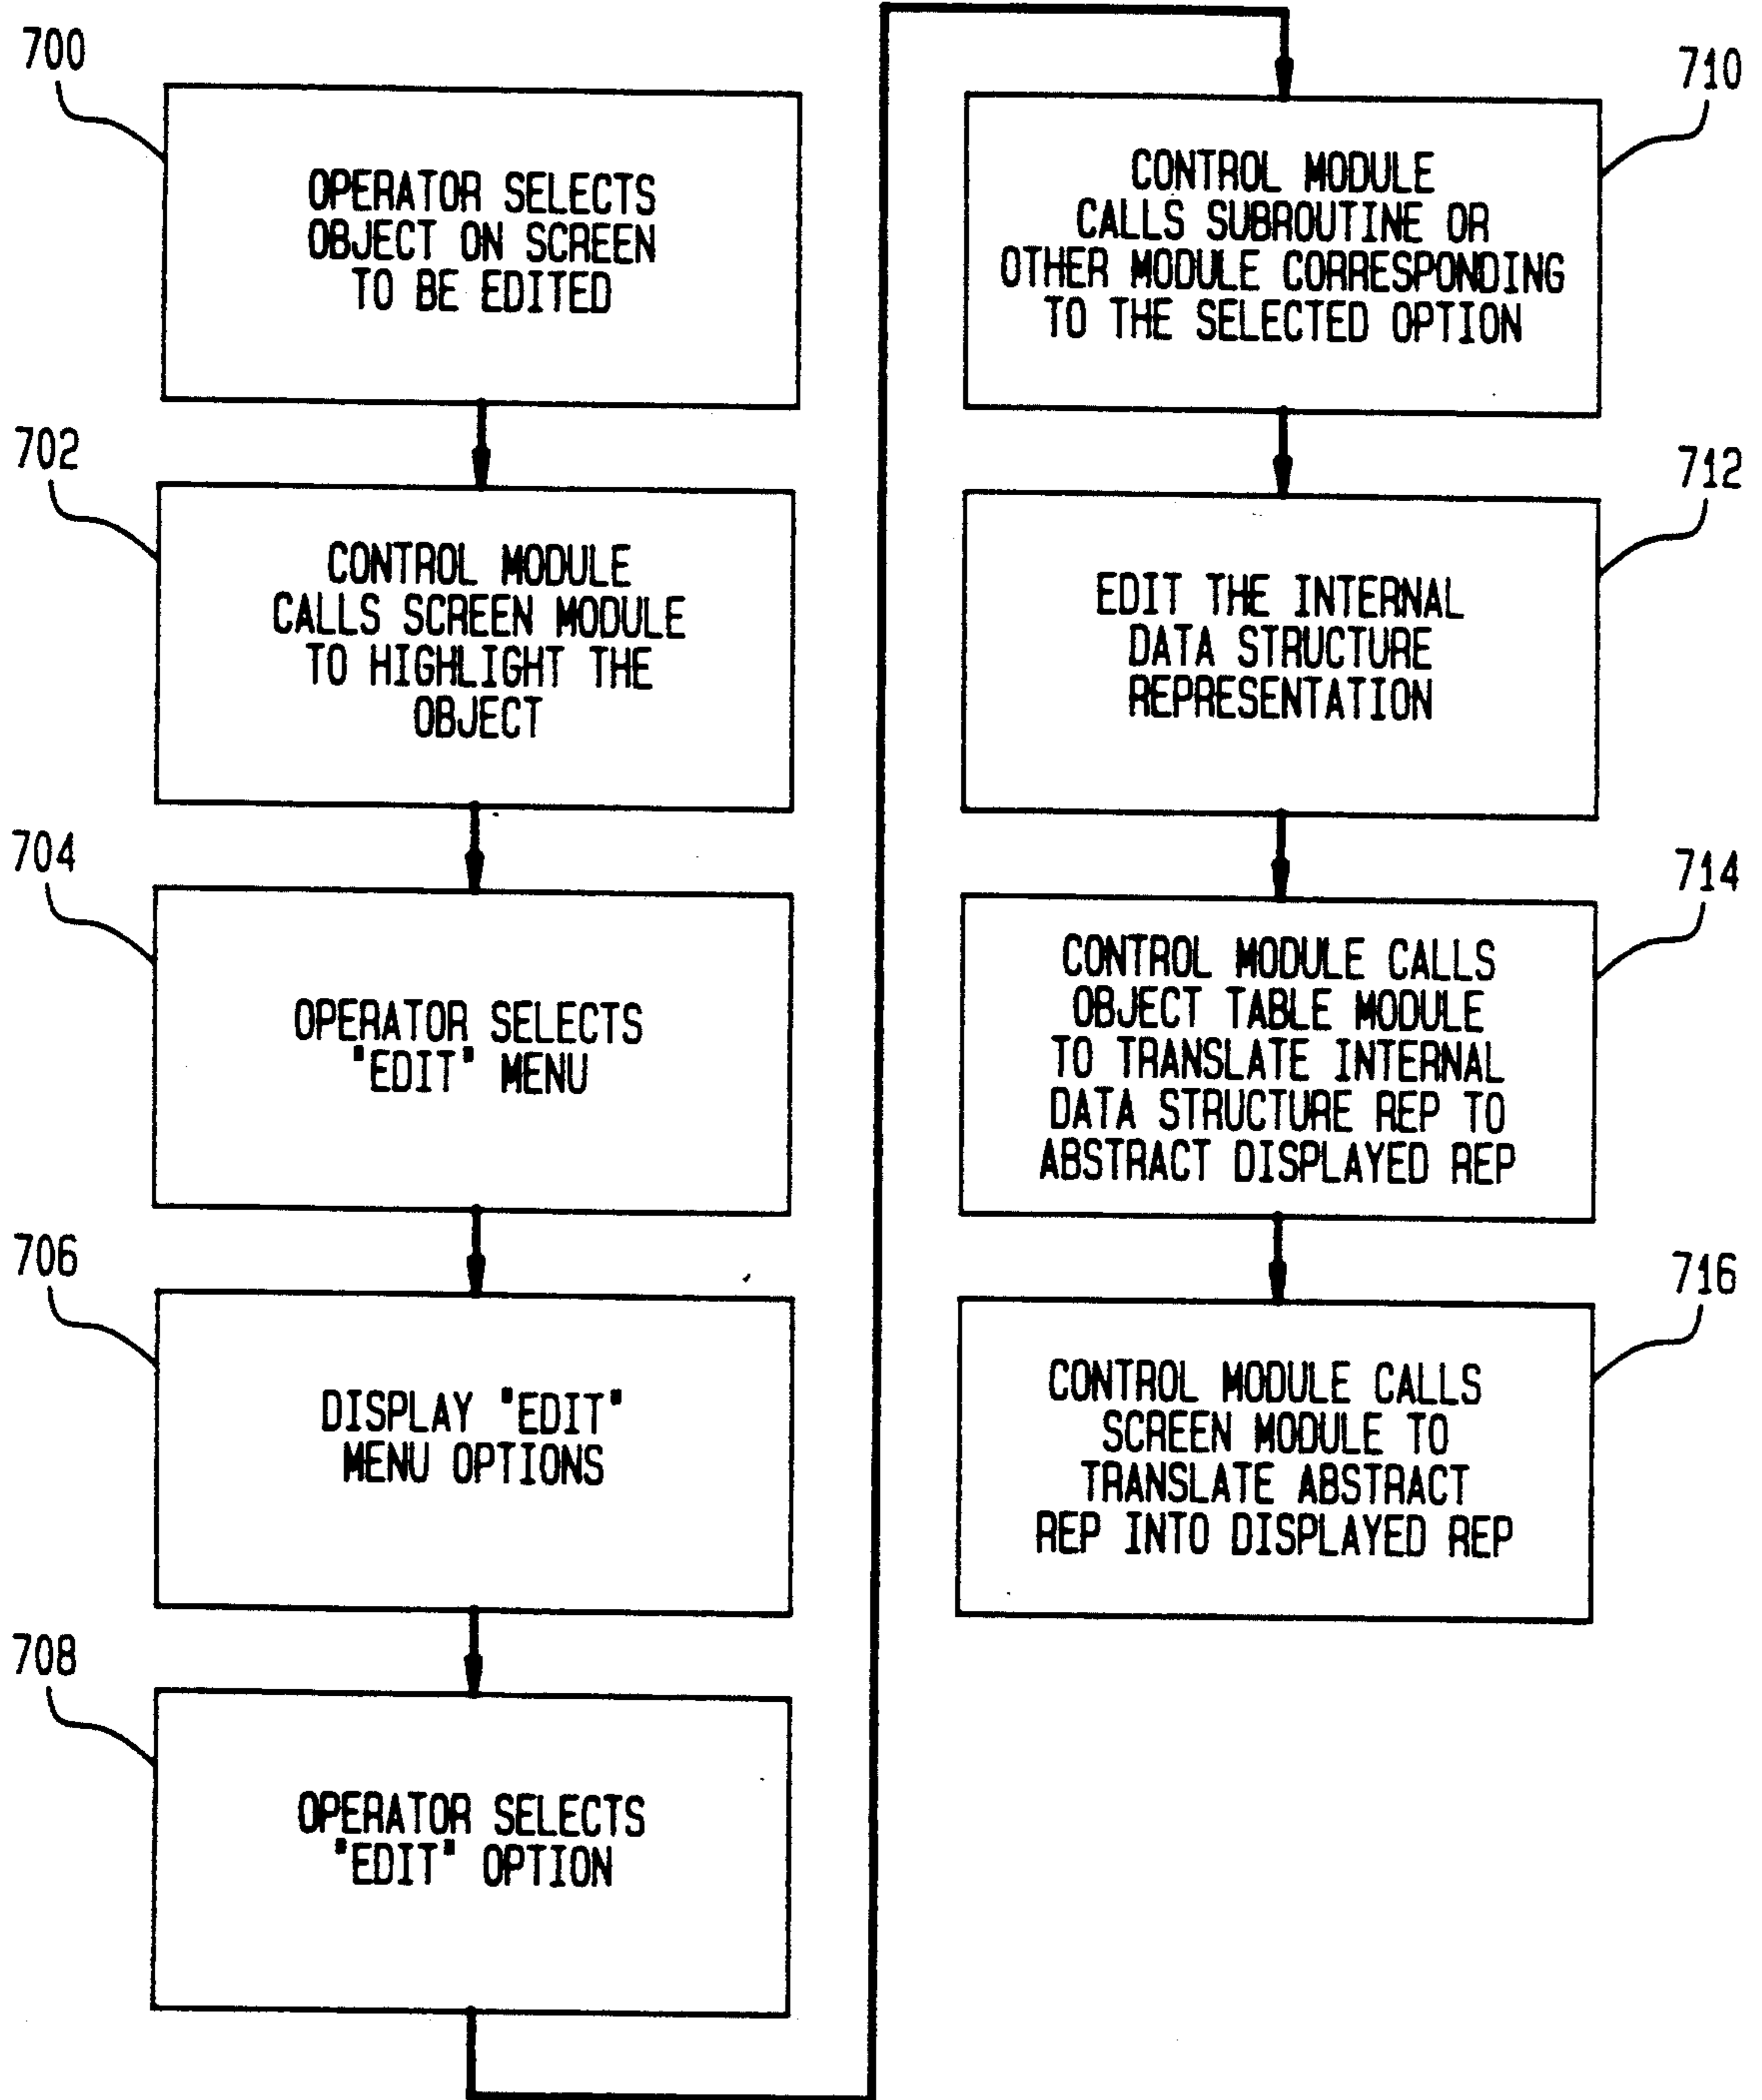 700
OPERATOR SELECTS
OBJECT ON SCREEN
TO BE EDITED
702
CONTROL MODULE
CALLS SCREEN MODULE
TO HIGHLIGHT THE
OBJECT
704
OPERATOR SELECTS
"EDIT" MENU
706
DISPLAY "EDIT"
MENU OPTIONS
708
OPERATOR SELECTS
"EDIT" OPTION
710
CONTROL MODULE
CALLS SUBROUTINE OR
OTHER MODULE CORRESPONDING
TO THE SELECTED OPTION
712
EDIT THE INTERNAL
DATA STRUCTURE
REPRESENTATION
714
CONTROL MODULE CALLS
OBJECT TABLE MODULE
TO TRANSLATE INTERNAL
DATA STRUCTURE REP TO
ABSTRACT DISPLAYED REP
716
CONTROL MODULE CALLS
SCREEN MODULE TO
TRANSLATE ABSTRACT
REP INTO DISPLAYED REP